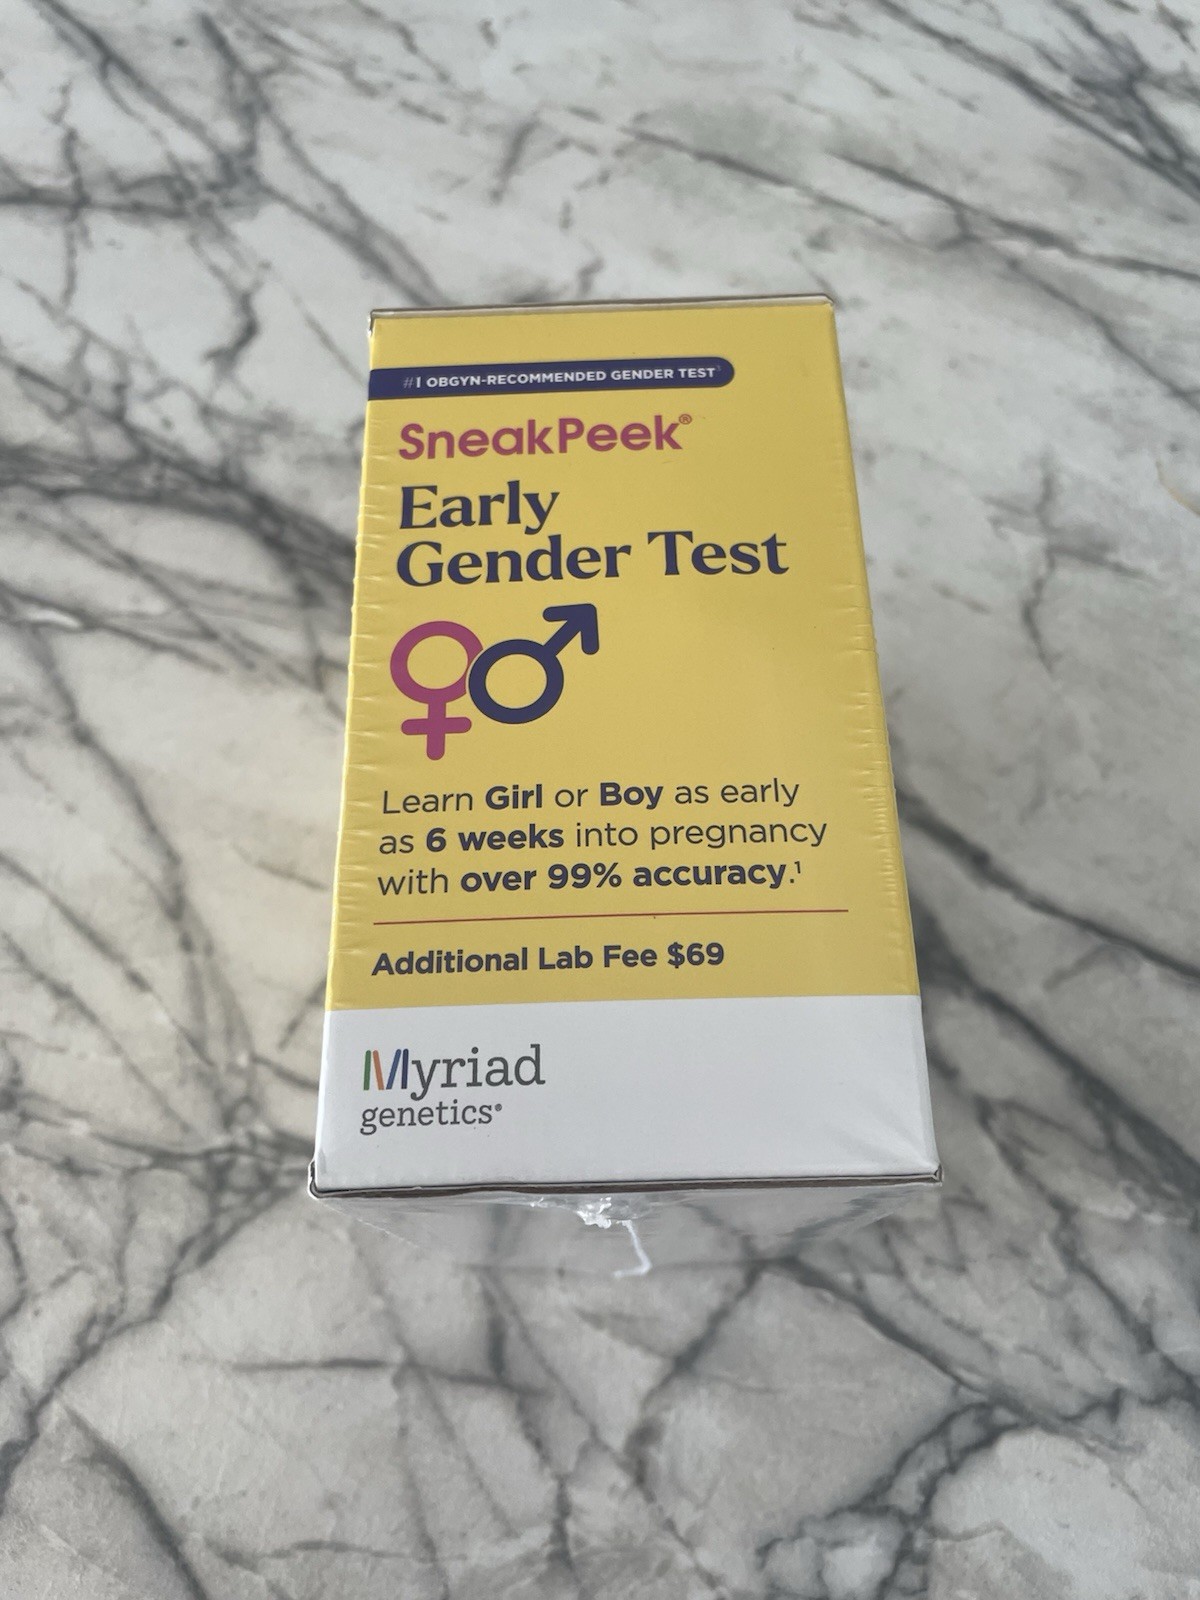 #1 OBGYN-RECOMMENDED GENDER TEST³
SneakPeek®
Early
Gender Test
Learn Girl or Boy as early
as 6 weeks into pregnancy
with over 99% accuracy.¹
Additional Lab Fee $69
Myriad
genetics®